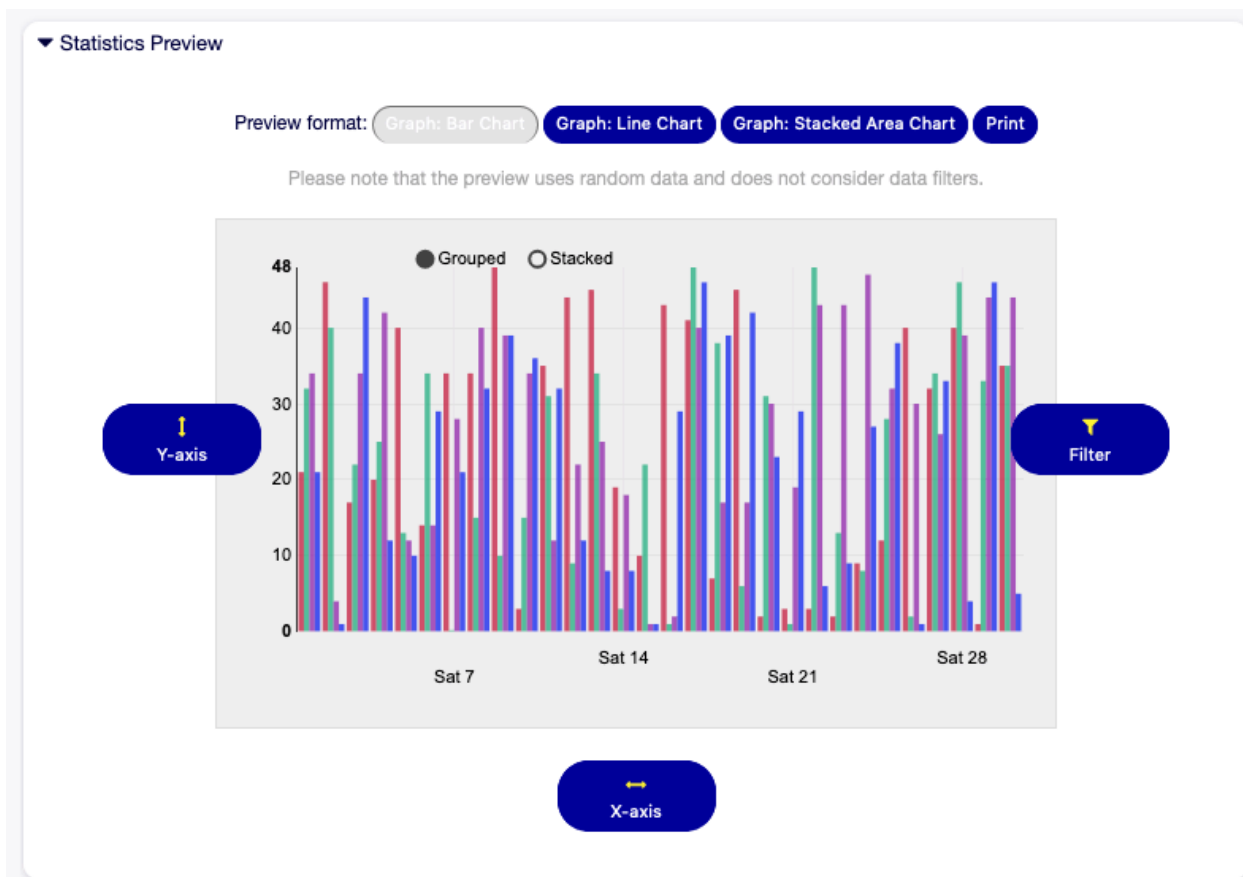 Statistics Preview
Preview format: Graph: Bar Chart Graph: Line Chart Graph: Stacked Area Chart Print
Please note that the preview uses random data and does not consider data filters.
Grouped Stacked
48
40
30
Y-axis
Filter
20
10
0
Sat 14 Sat 28
Sat 7 Sat 21
X-axis